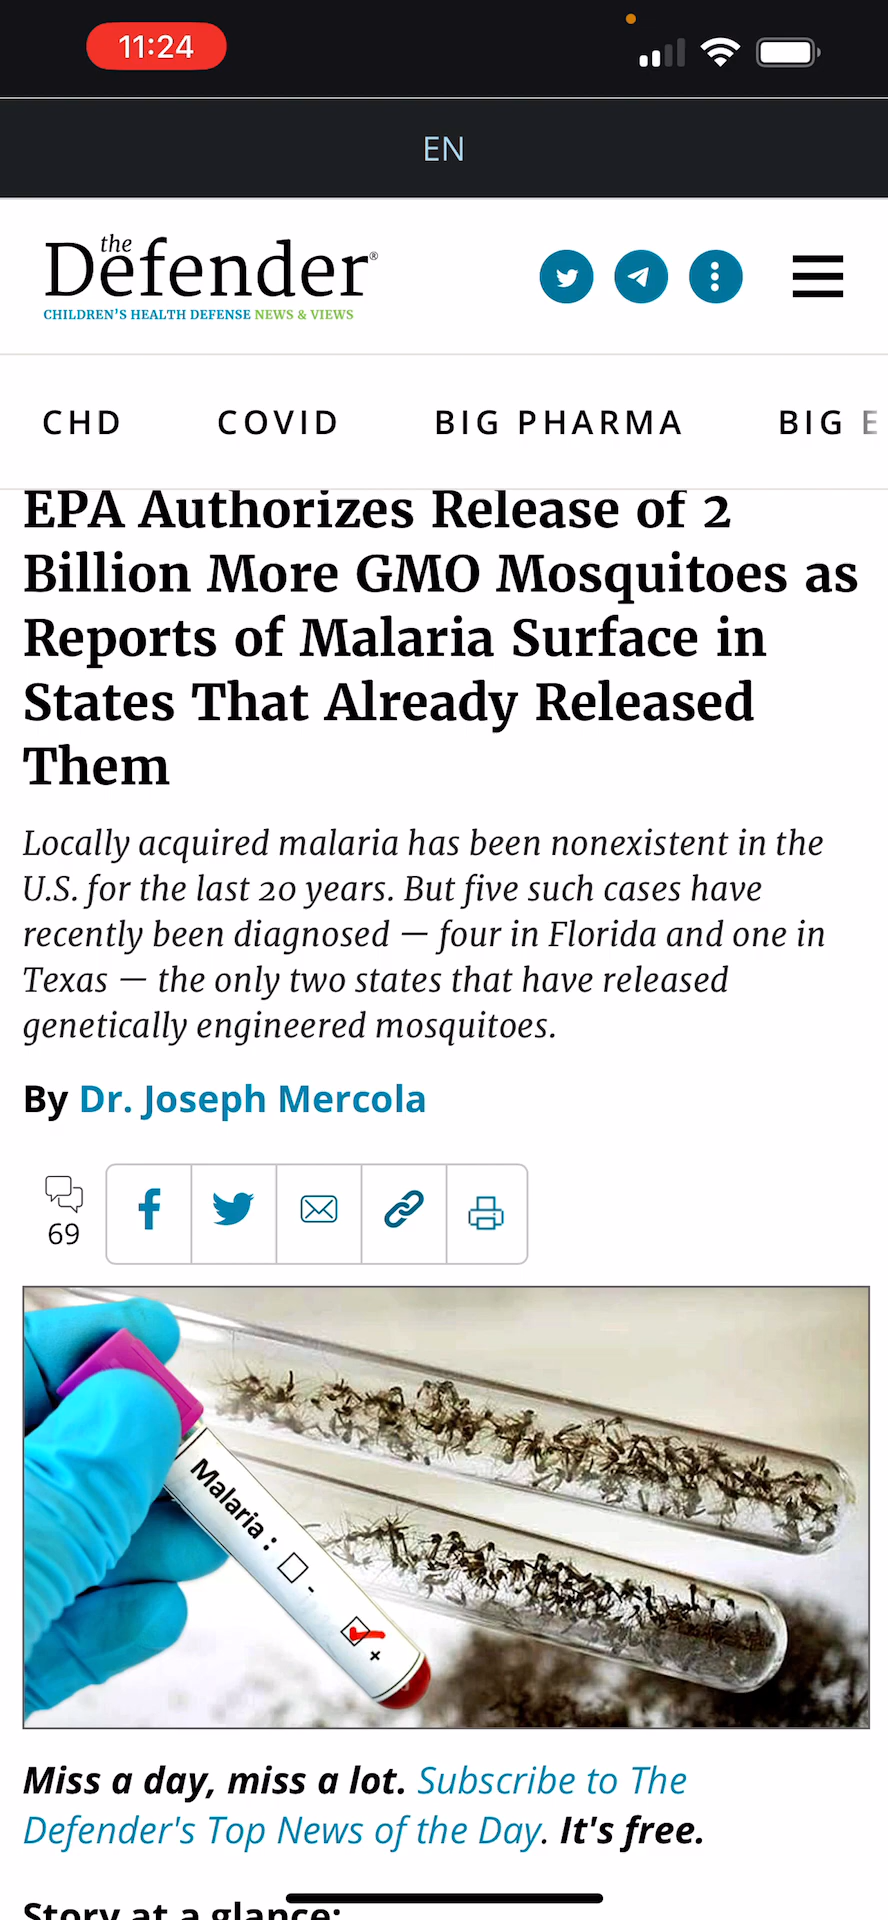 11:24
EN
the
Defender®
CHILDREN'S HEALTH DEFENSE NEWS & VIEWS
CHD COVID BIG PHARMA BIG E
EPA Authorizes Release of 2
Billion More GMO Mosquitoes as
Reports of Malaria Surface in
States That Already Released
Them
Locally acquired malaria has been nonexistent in the
U.S. for the last 20 years. But five such cases have
recently been diagnosed — four in Florida and one in
Texas — the only two states that have released
genetically engineered mosquitoes.
By Dr. Joseph Mercola
69
Malaria :
-
+
Miss a day, miss a lot. Subscribe to The
Defender's Top News of the Day. It's free.
Story at a glance: